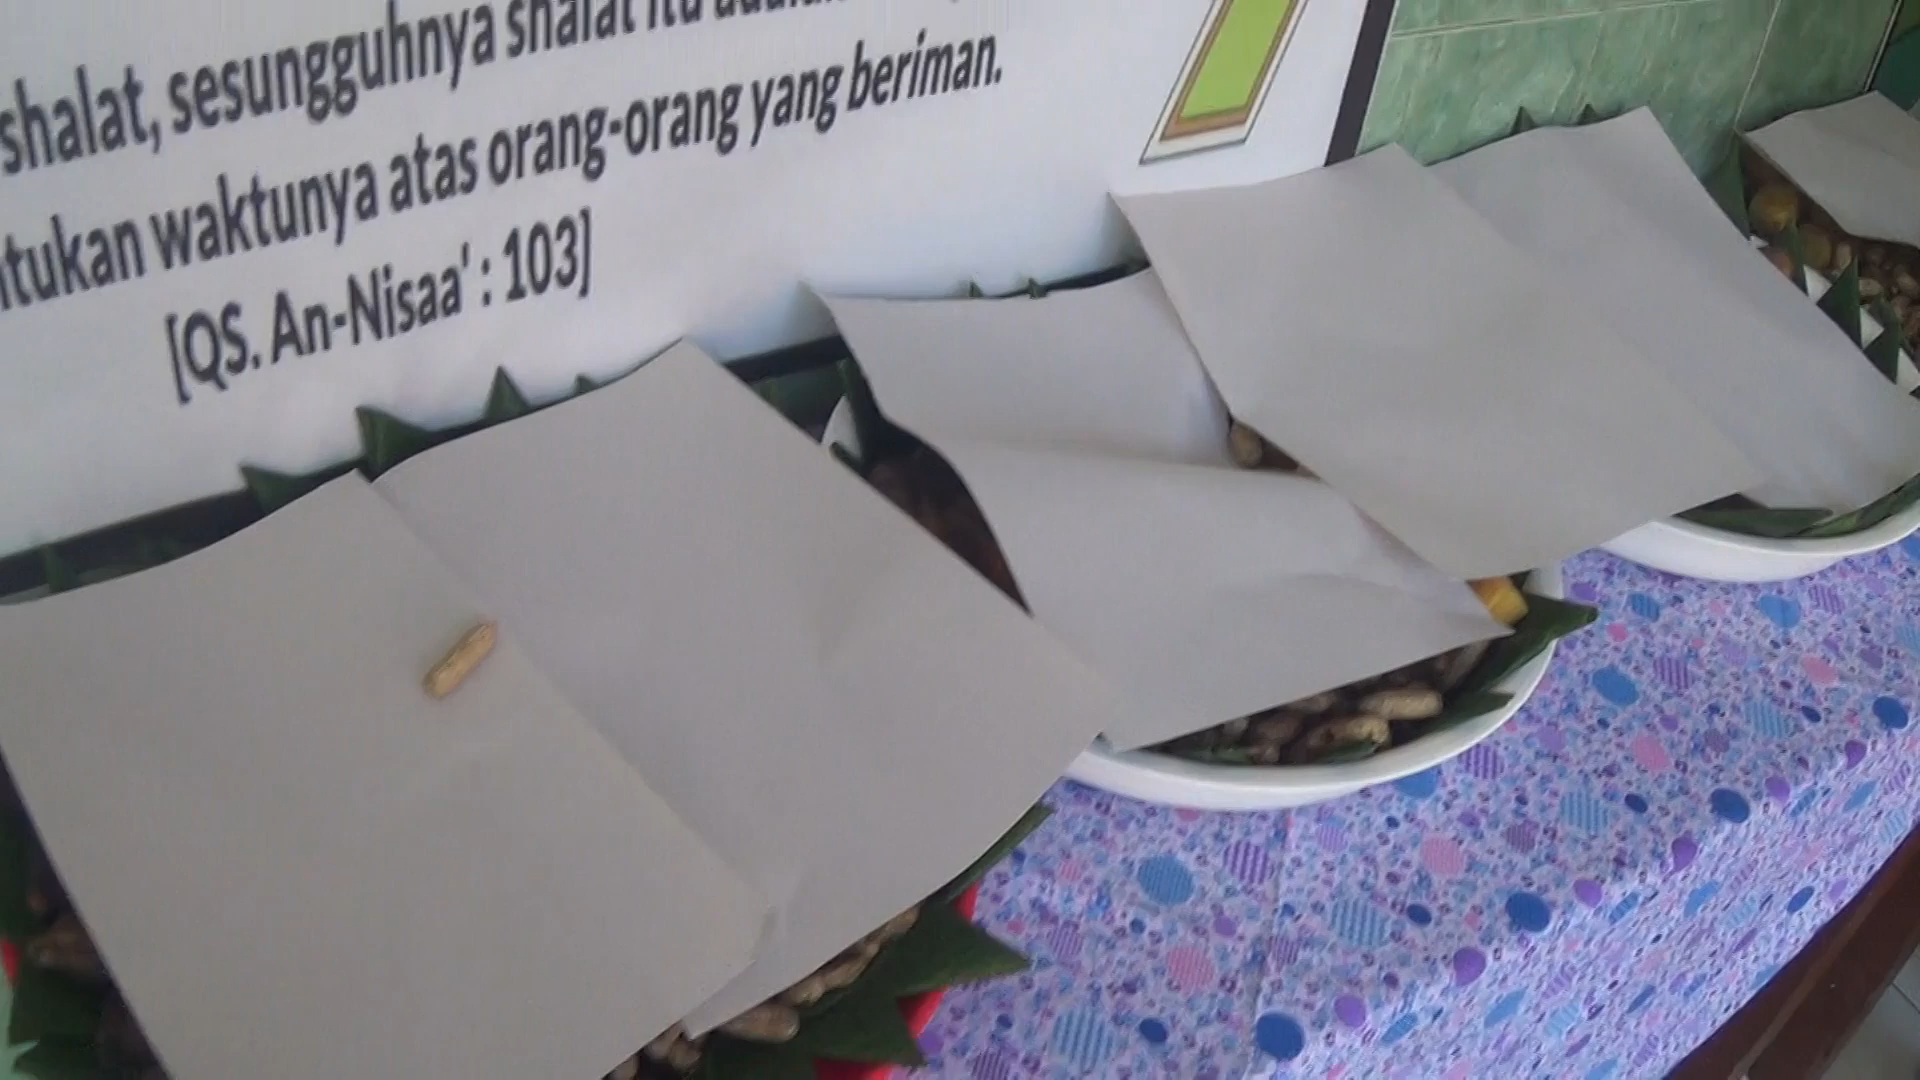 shalat, sesungguhnya shalat itu
tukan waktunya atas orang-orang yang beriman.
[QS. An-Nisaa' : 103]